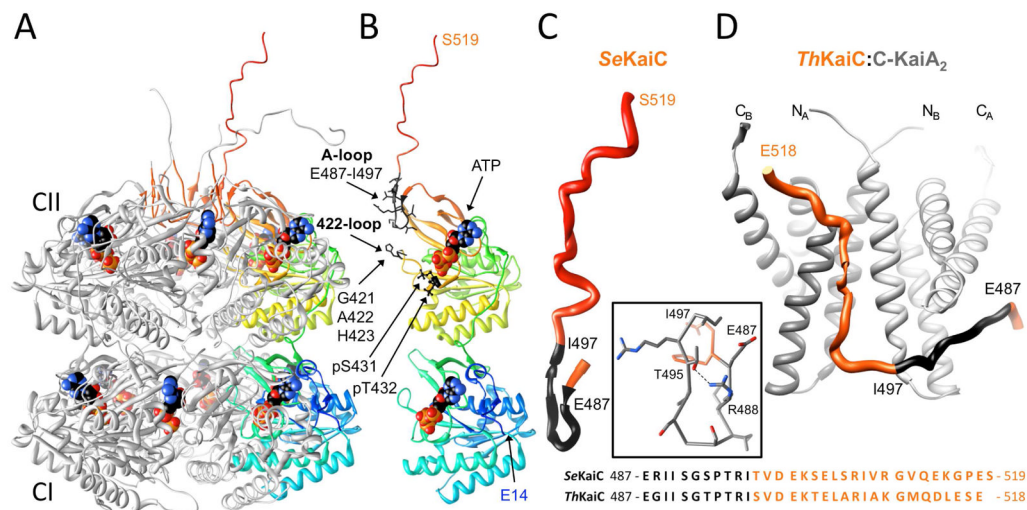 A
B
C
D
S519
SeKaiC
ThKaiC:C-KaiA2
S519
CB
NA
NB
CA
E518
A-loop
E487-I497
ATP
CII
422-loop
G421
A422
H423
pS431
pT432
I497
E487
I497
E487
T495
R488
E487
I497
E14
CI
SeKaiC 487 - ERIISGSPTRITVDEKSELSRIVRGVQEKGPES - 519
ThKaiC 487 - EGIISGTPTRISVDEKTELARIAKGMQDLESE - 518